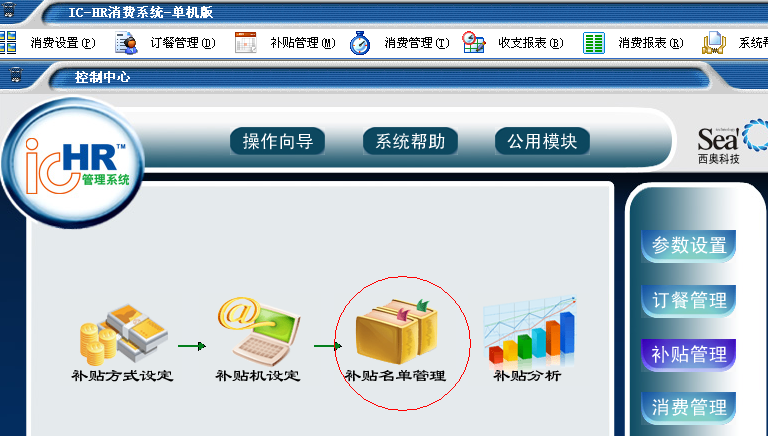 IC-HR消费系统-单机版
消费设置(P) 订餐管理(D) 补贴管理(M) 消费管理(T) 收支报表(B) 消费报表(R) 系统
控制中心
操作向导 系统帮助 公用模块
icHR™
管理系统
technology
Sea'
西奥科技
参数设置
订餐管理
补贴管理
消费管理
补贴方式设定 补贴机设定 补贴名单管理 补贴分析